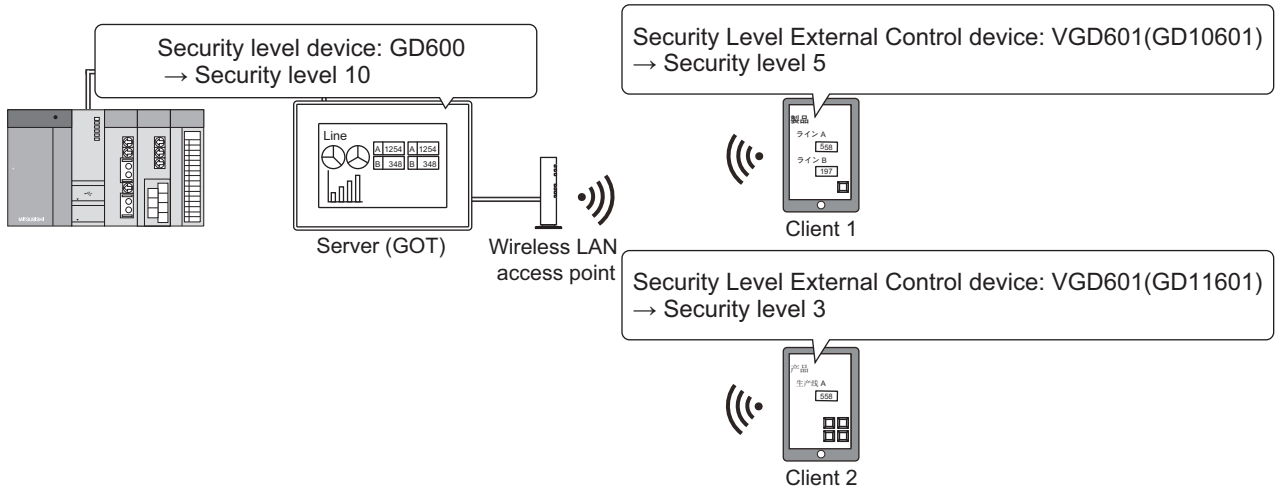 Security level device: GD600
→ Security level 10
Line
A 1254 A 1254
B 348 B 348
Server (GOT)
Wireless LAN
access point
Security Level External Control device: VGD601(GD10601)
→ Security level 5
製品
ライン A
558
ライン B
197
Client 1
Security Level External Control device: VGD601(GD11601)
→ Security level 3
产品
生产线 A
558
Client 2
MITSUBISHI